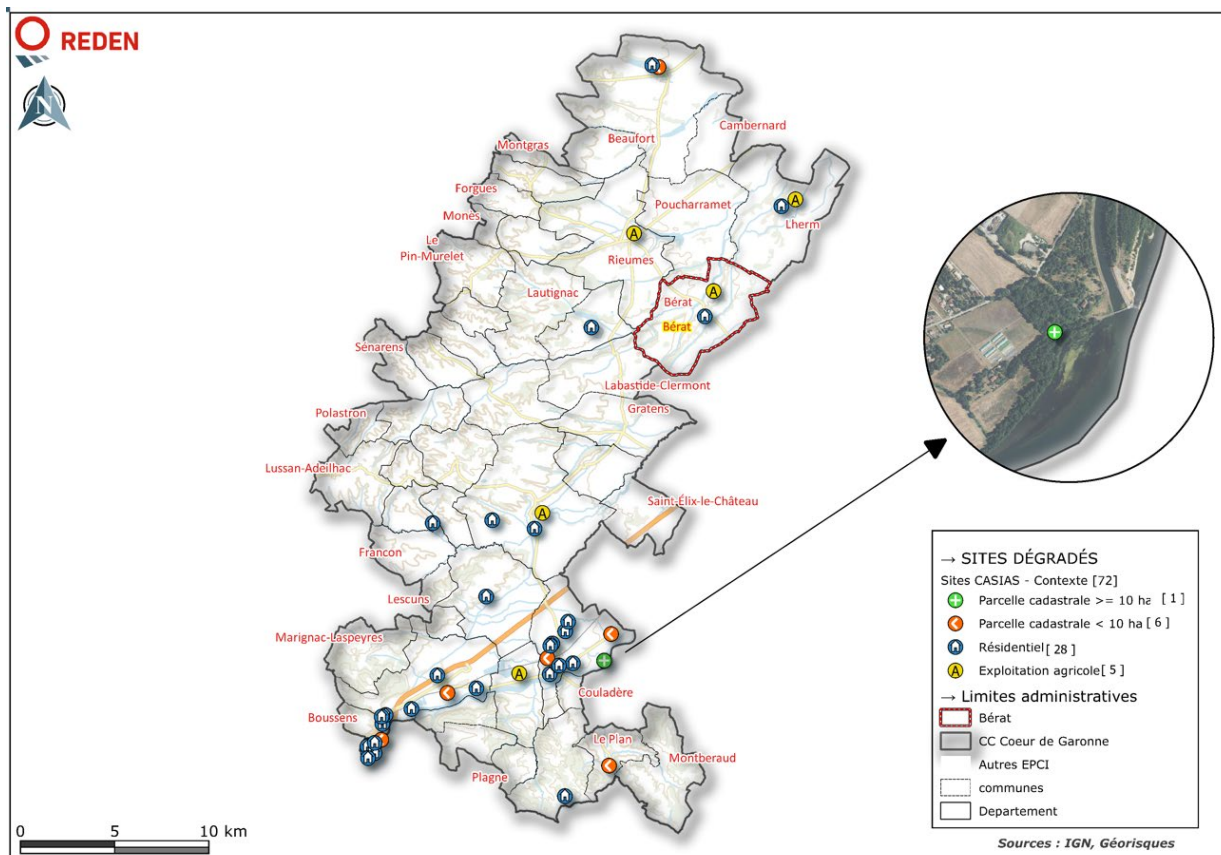 REDEN
N
Cambernard
Beaufort
Montgras
Forgues
Poucharramet
Mones
Lherm
Le
Pin-Murelet
Rieumes
Lautignac
Bérat
Bérat
Sénarens
Labastide-Clermont
Gratens
Polastron
Lussan-Adeilhac
Saint-Élix-le-Château
Francon
Lescuns
Marignac-Laspeyres
Couladère
Boussens
Le Plan
Montberaud
Plagne
A
A
A
A
A
→ SITES DÉGRADÉS
Sites CASIAS - Contexte [72]
Parcelle cadastrale >= 10 ha [ 1 ]
Parcelle cadastrale < 10 ha [ 6 ]
Résidentiel [ 28 ]
A Exploitation agricole [ 5 ]
→ Limites administratives
Bérat
CC Coeur de Garonne
Autres EPCI
communes
Departement
0 5 10 km
Sources : IGN, Géorisques